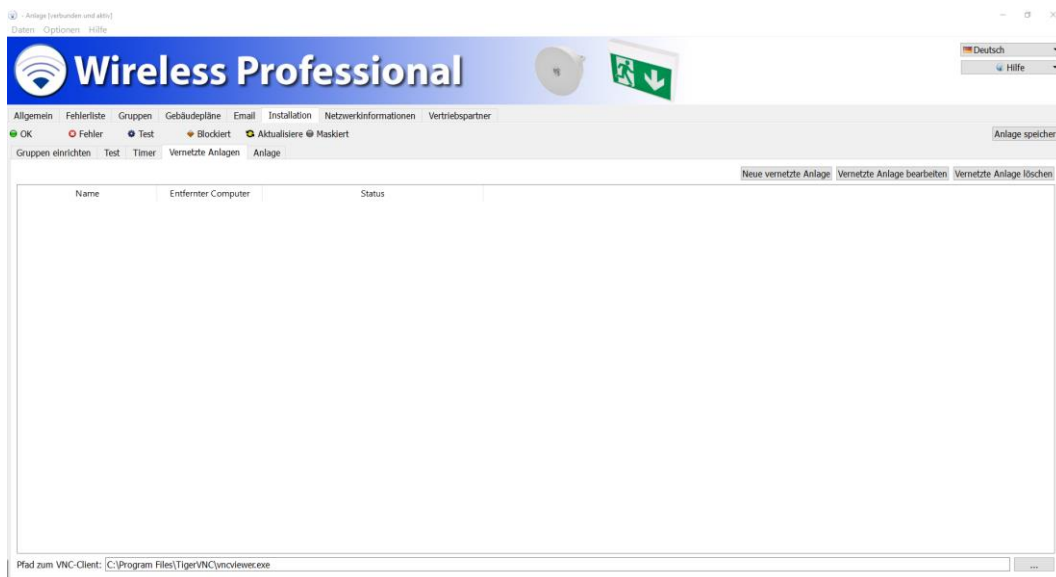 - Anlage [verbunden und aktiv]
Daten Optionen Hilfe
Wireless Professional
Deutsch
Hilfe
Allgemein Fehlerliste Gruppen Gebäudepläne Email Installation Netzwerkinformationen Vertriebspartner
OK Fehler Test Blockiert Aktualisiere Maskiert Anlage speicher
Gruppen einrichten Test Timer Vernetzte Anlagen Anlage
Neue vernetzte Anlage Vernetzte Anlage bearbeiten Vernetzte Anlage löschen
Name Entfernter Computer Status
Pfad zum VNC-Client: C:\Program Files\TigerVNC\vncviewer.exe ...